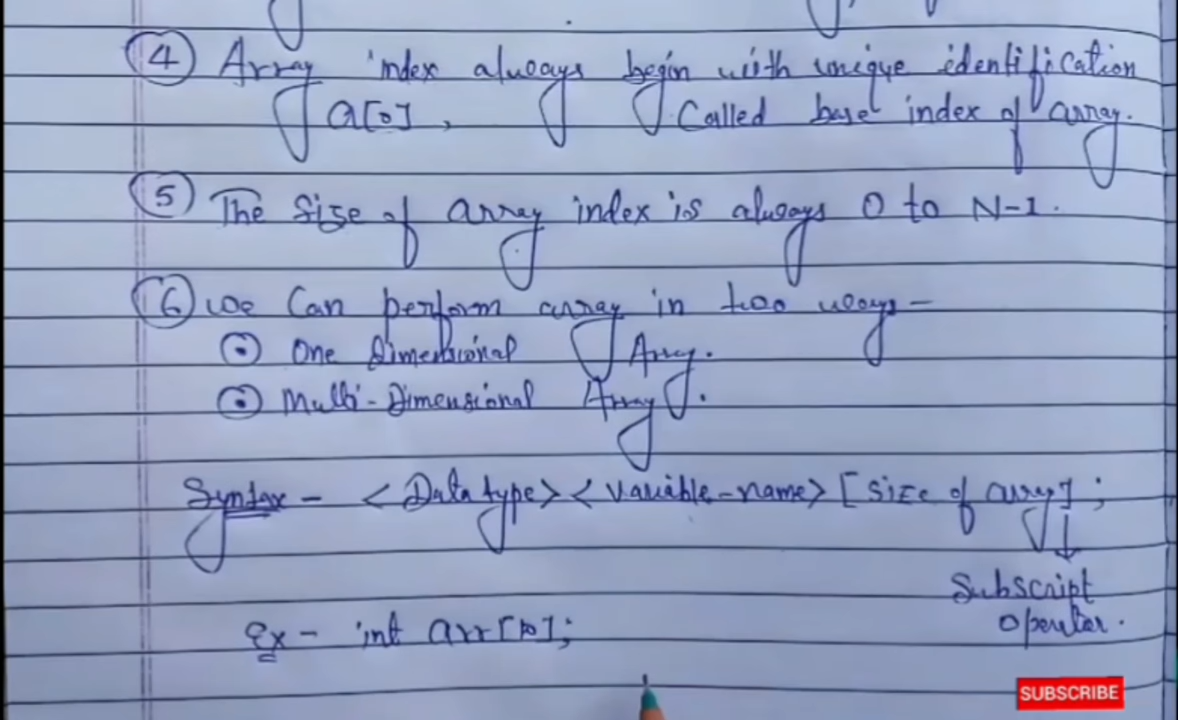 ④ Array index always begin with unique identification
a[0], Called base index of array.
⑤ The size of array index is always 0 to N-1.
⑥ we Can perform array in two ways-
⊙ One Dimensional Array.
⊙ Multi-Dimensional Array.
Syntax - <Data type> <variable-name> [size of array];
Subscript
operator.
Ex- int arr[10];
SUBSCRIBE